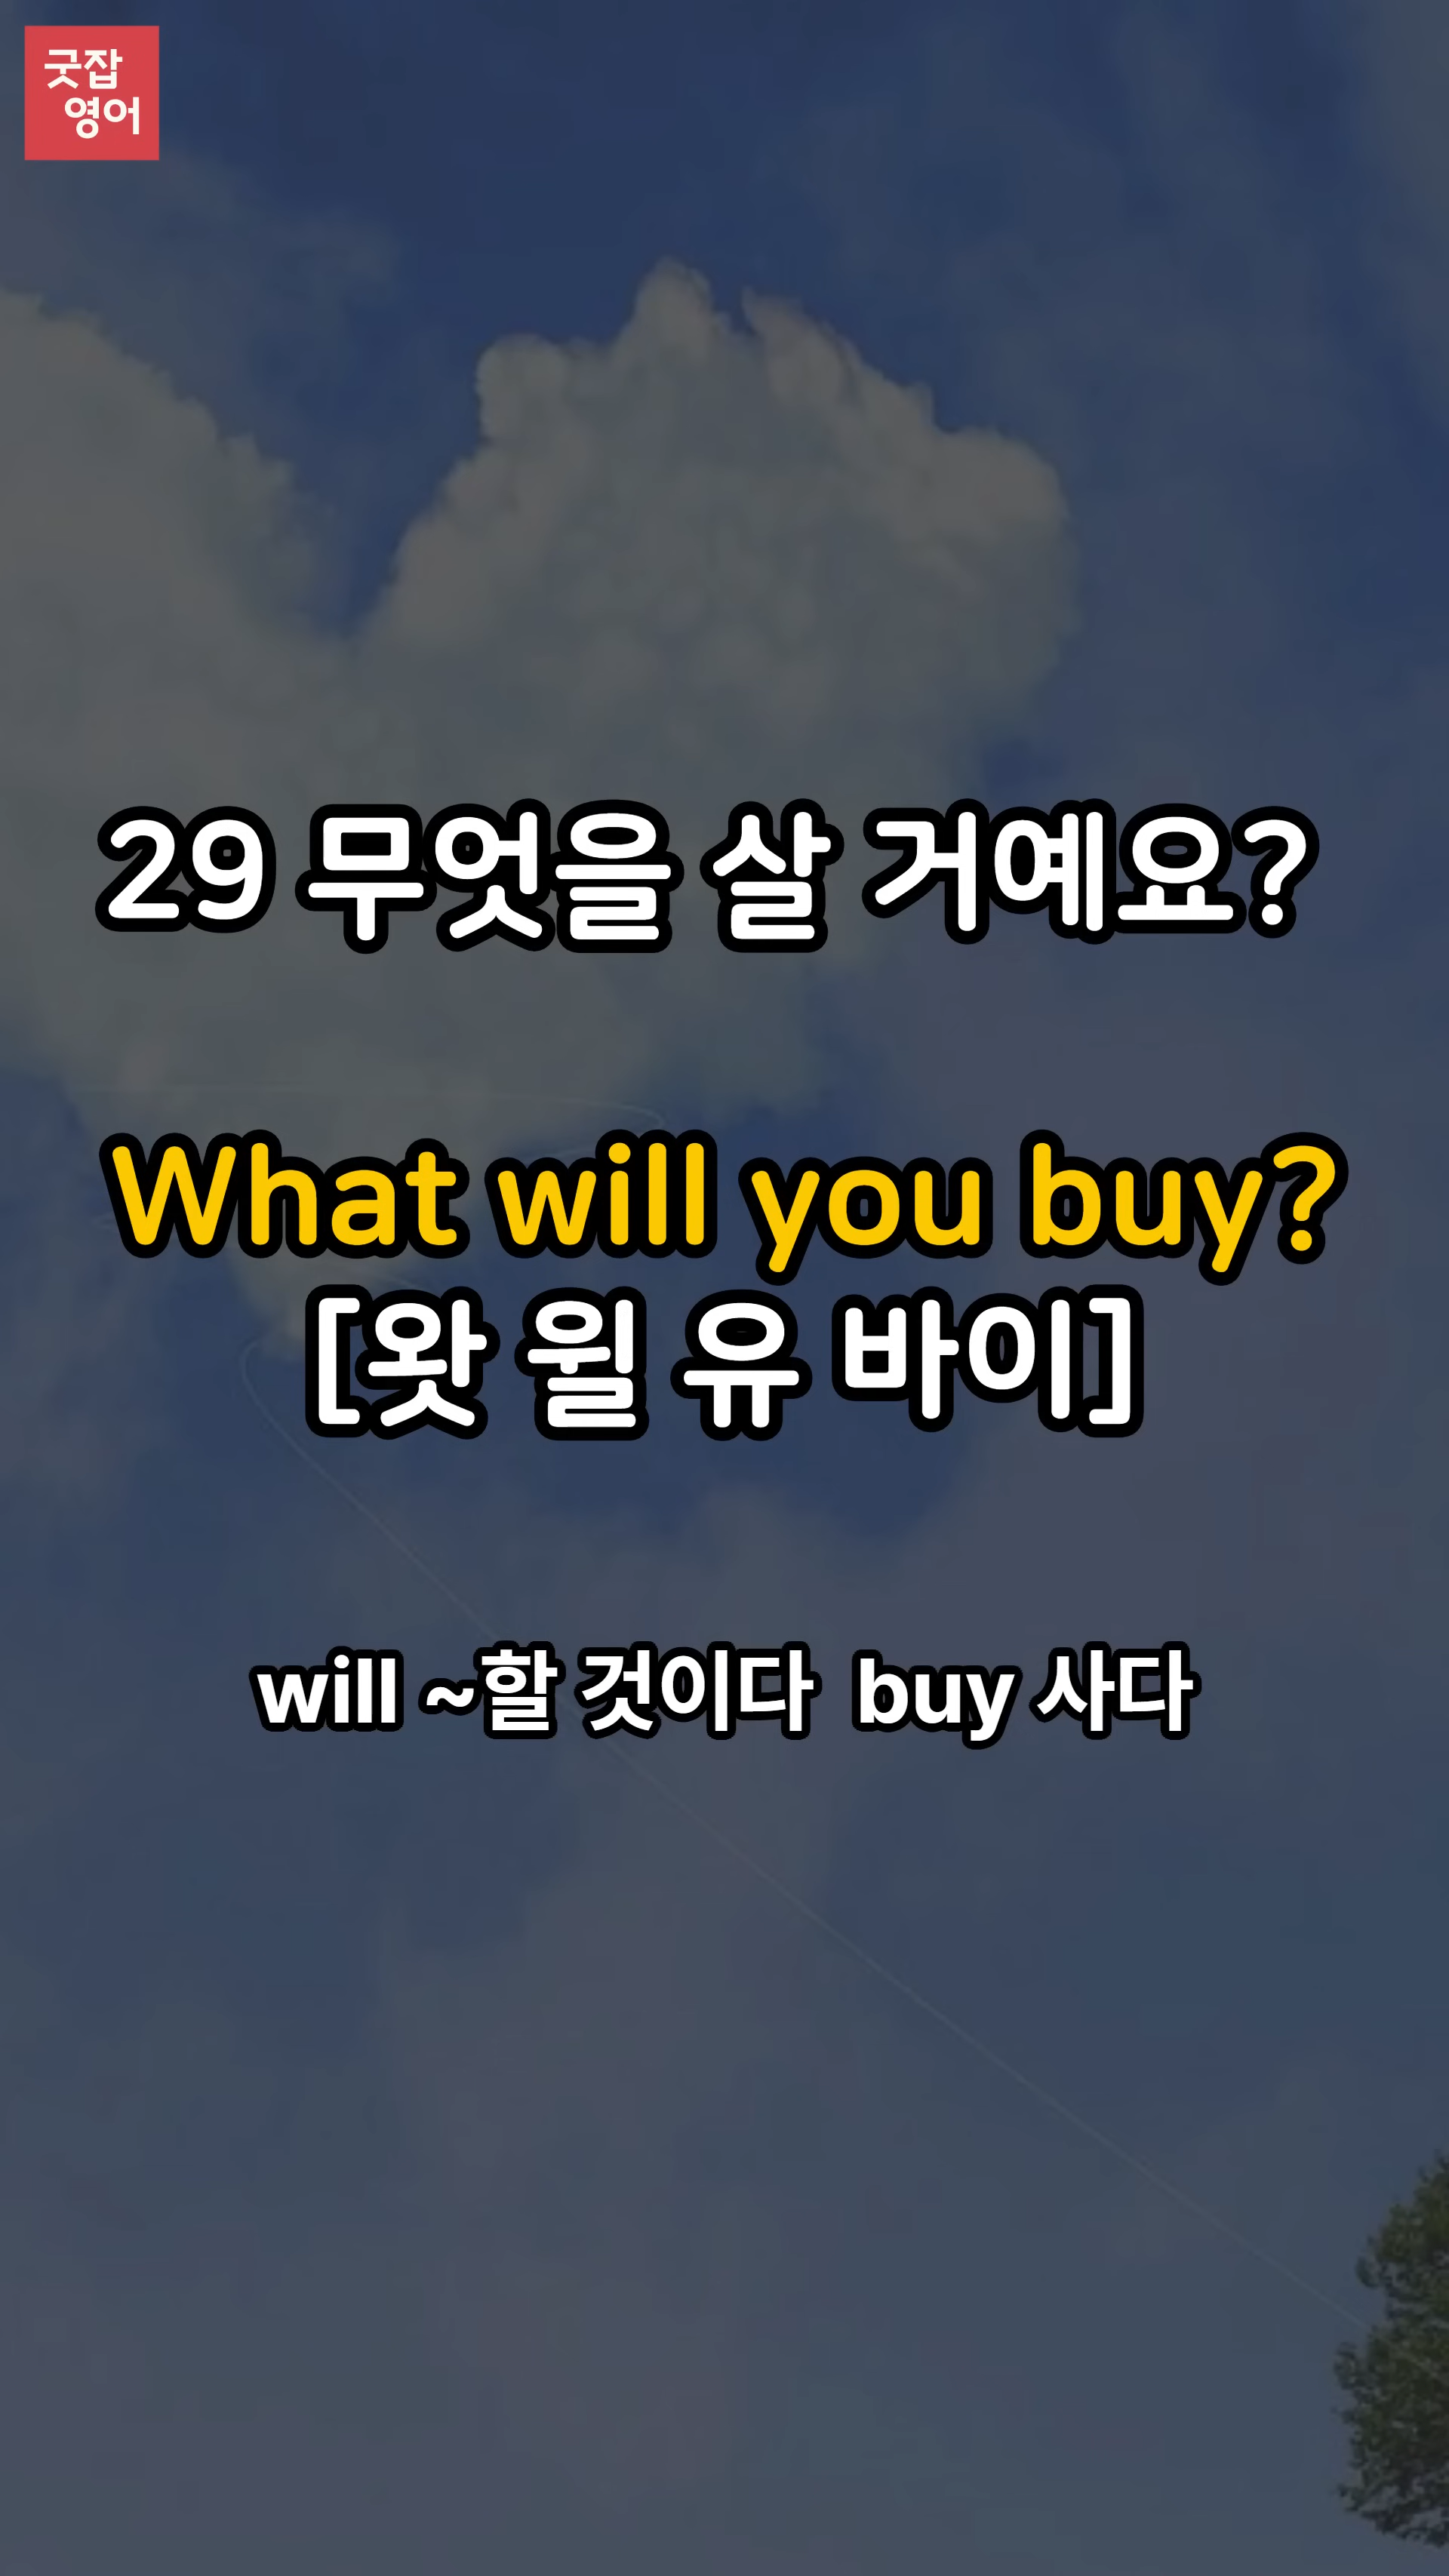 굿잡
영어
29 무엇을 살 거예요?
What will you buy?
[왓 윌 유 바이]
will ~할 것이다 buy 사다